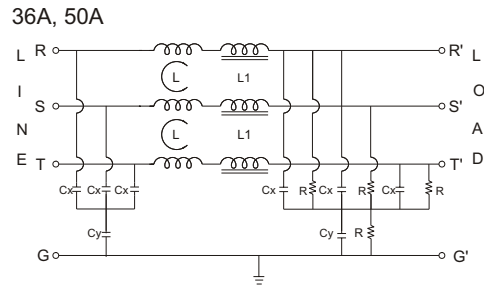 36A, 50A
L R R' L
L L1
I S S' O
L L1
N A
E T T' D
Cx Cx Cx Cx R Cx R Cx R
Cy Cy R
G G'